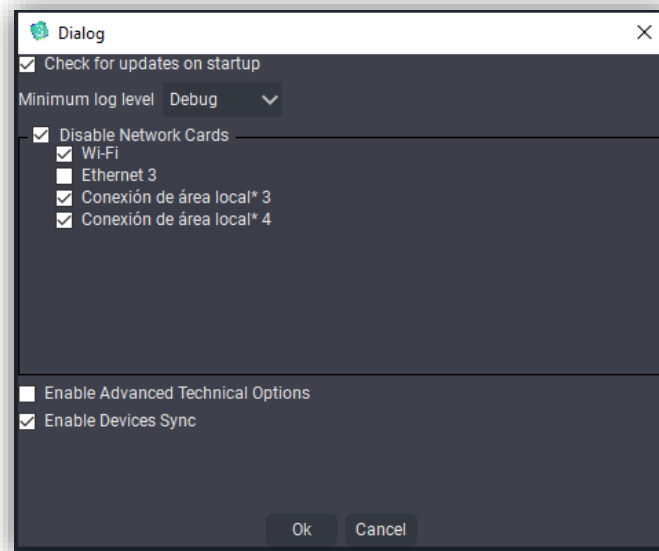 Dialog
Check for updates on startup
Minimum log level Debug
Disable Network Cards
Wi-Fi
Ethernet 3
Conexión de área local* 3
Conexión de área local* 4
Enable Advanced Technical Options
Enable Devices Sync
Ok Cancel